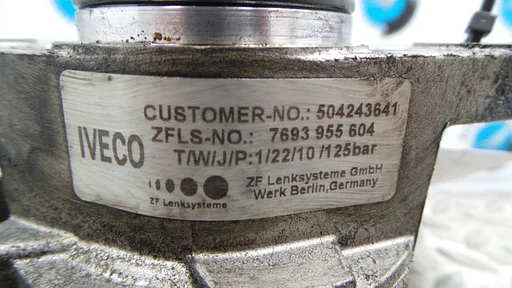 IVECO
CUSTOMER-NO.: 504243641
ZFLS-NO.: 7693 955 604
T/W/J/P:1/22/10 /125bar
ZF Lenksysteme
ZF Lenksysteme GmbH
Werk Berlin,Germany